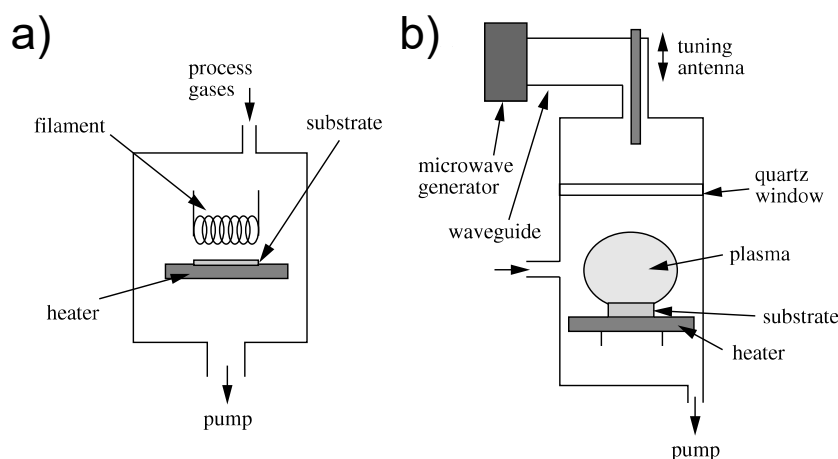 a)
process
gases
filament
substrate
heater
pump
b)
tuning
antenna
microwave
generator
waveguide
quartz
window
plasma
substrate
heater
pump